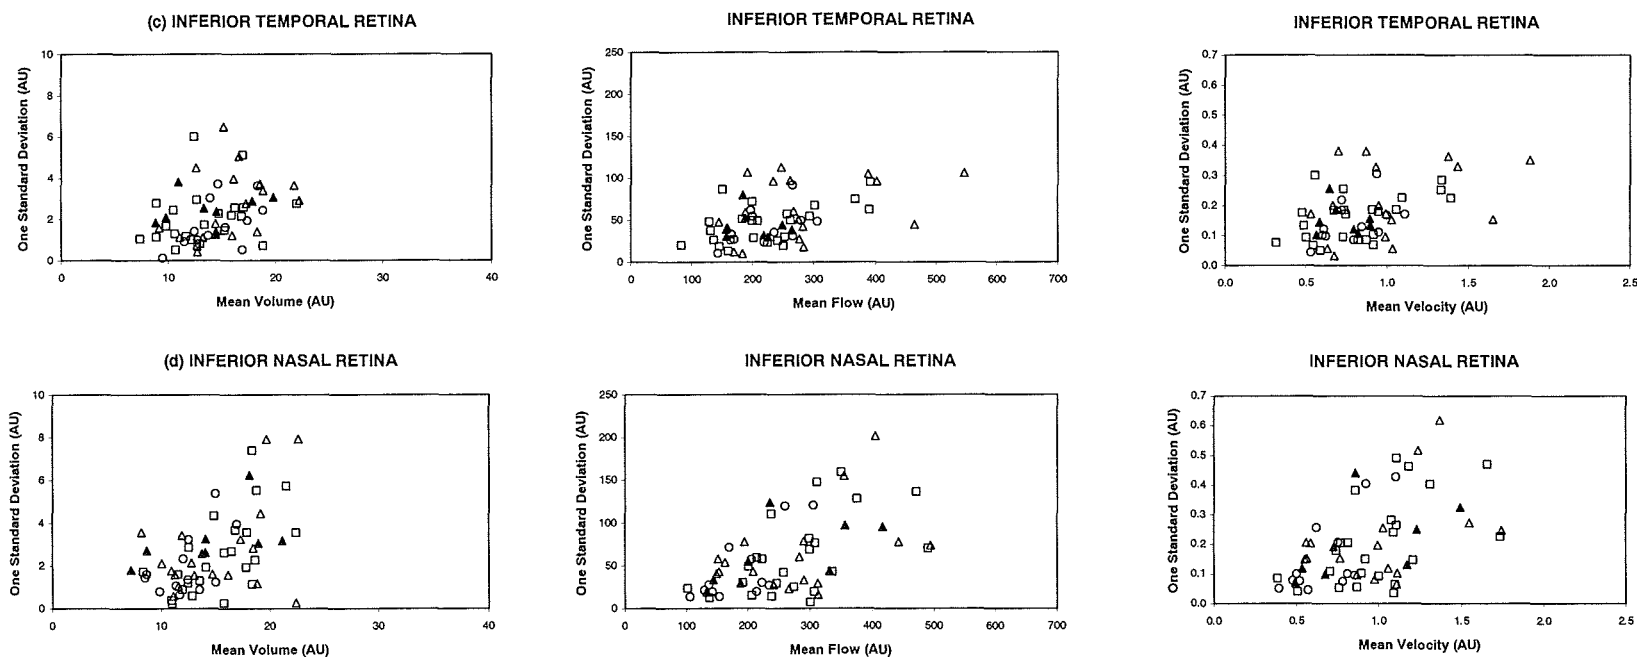 (c) INFERIOR TEMPORAL RETINA
One Standard Deviation (AU)
10
8
6
4
2
0
0 10 20 30 40
Mean Volume (AU)
INFERIOR TEMPORAL RETINA
One Standard Deviation (AU)
250
200
150
100
50
0
0 100 200 300 400 500 600 700
Mean Flow (AU)
INFERIOR TEMPORAL RETINA
One Standard Deviation (AU)
0.7
0.6
0.5
0.4
0.3
0.2
0.1
0.0
0.0 0.5 1.0 1.5 2.0 2.5
Mean Velocity (AU)
(d) INFERIOR NASAL RETINA
One Standard Deviation (AU)
10
8
6
4
2
0
0 10 20 30 40
Mean Volume (AU)
INFERIOR NASAL RETINA
One Standard Deviation (AU)
250
200
150
100
50
0
0 100 200 300 400 500 600 700
Mean Flow (AU)
INFERIOR NASAL RETINA
One Standard Deviation (AU)
0.7
0.6
0.5
0.4
0.3
0.2
0.1
0.0
0.0 0.5 1.0 1.5 2.0 2.5
Mean Velocity (AU)